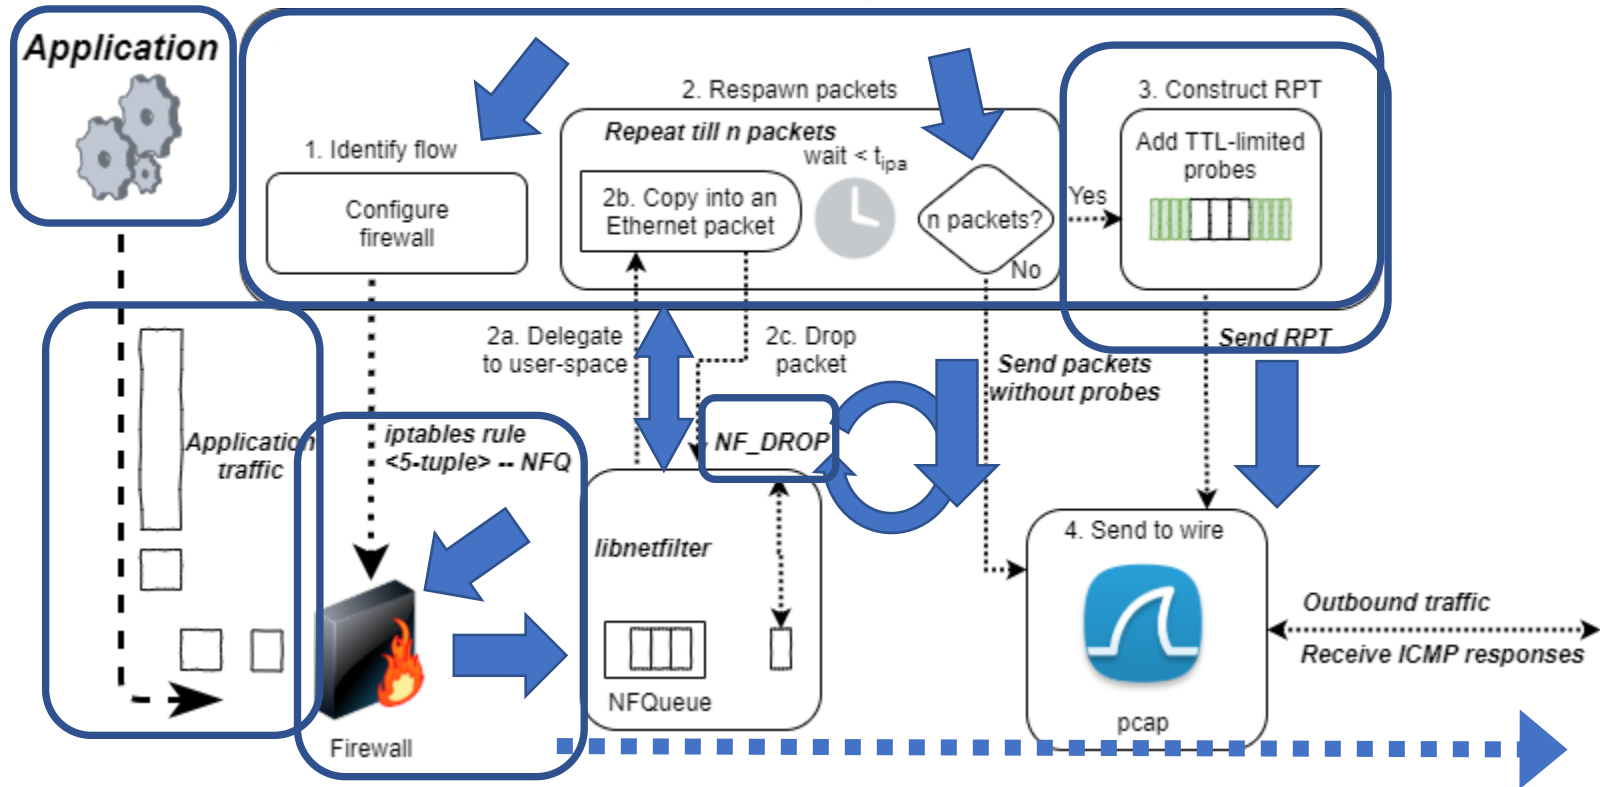 Application
1. Identify flow
Configure
firewall
2. Respawn packets
Repeat till n packets
wait < tipa
2b. Copy into an
Ethernet packet
n packets?
Yes
No
3. Construct RPT
Add TTL-limited
probes
2a. Delegate
to user-space
2c. Drop
packet
Send packets
without probes
Send RPT
Application
traffic
iptables rule
<5-tuple> -- NFQ
NF_DROP
libnetfilter
NFQueue
Firewall
4. Send to wire
pcap
Outbound traffic
Receive ICMP responses